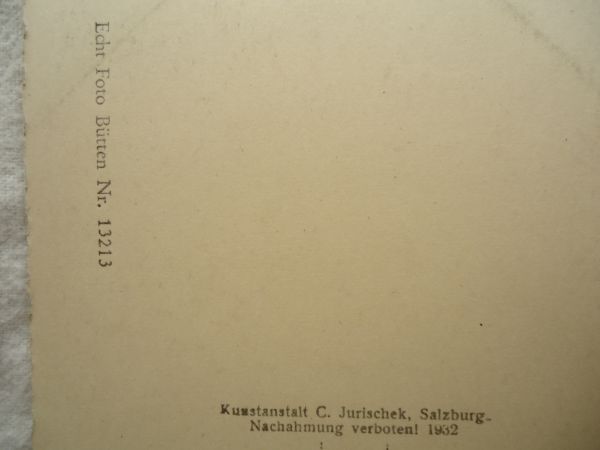 Echt Foto Bütten Nr. 13213
Kunstanstalt C. Jurischek, Salzburg-
Nachahmung verboten! 1932